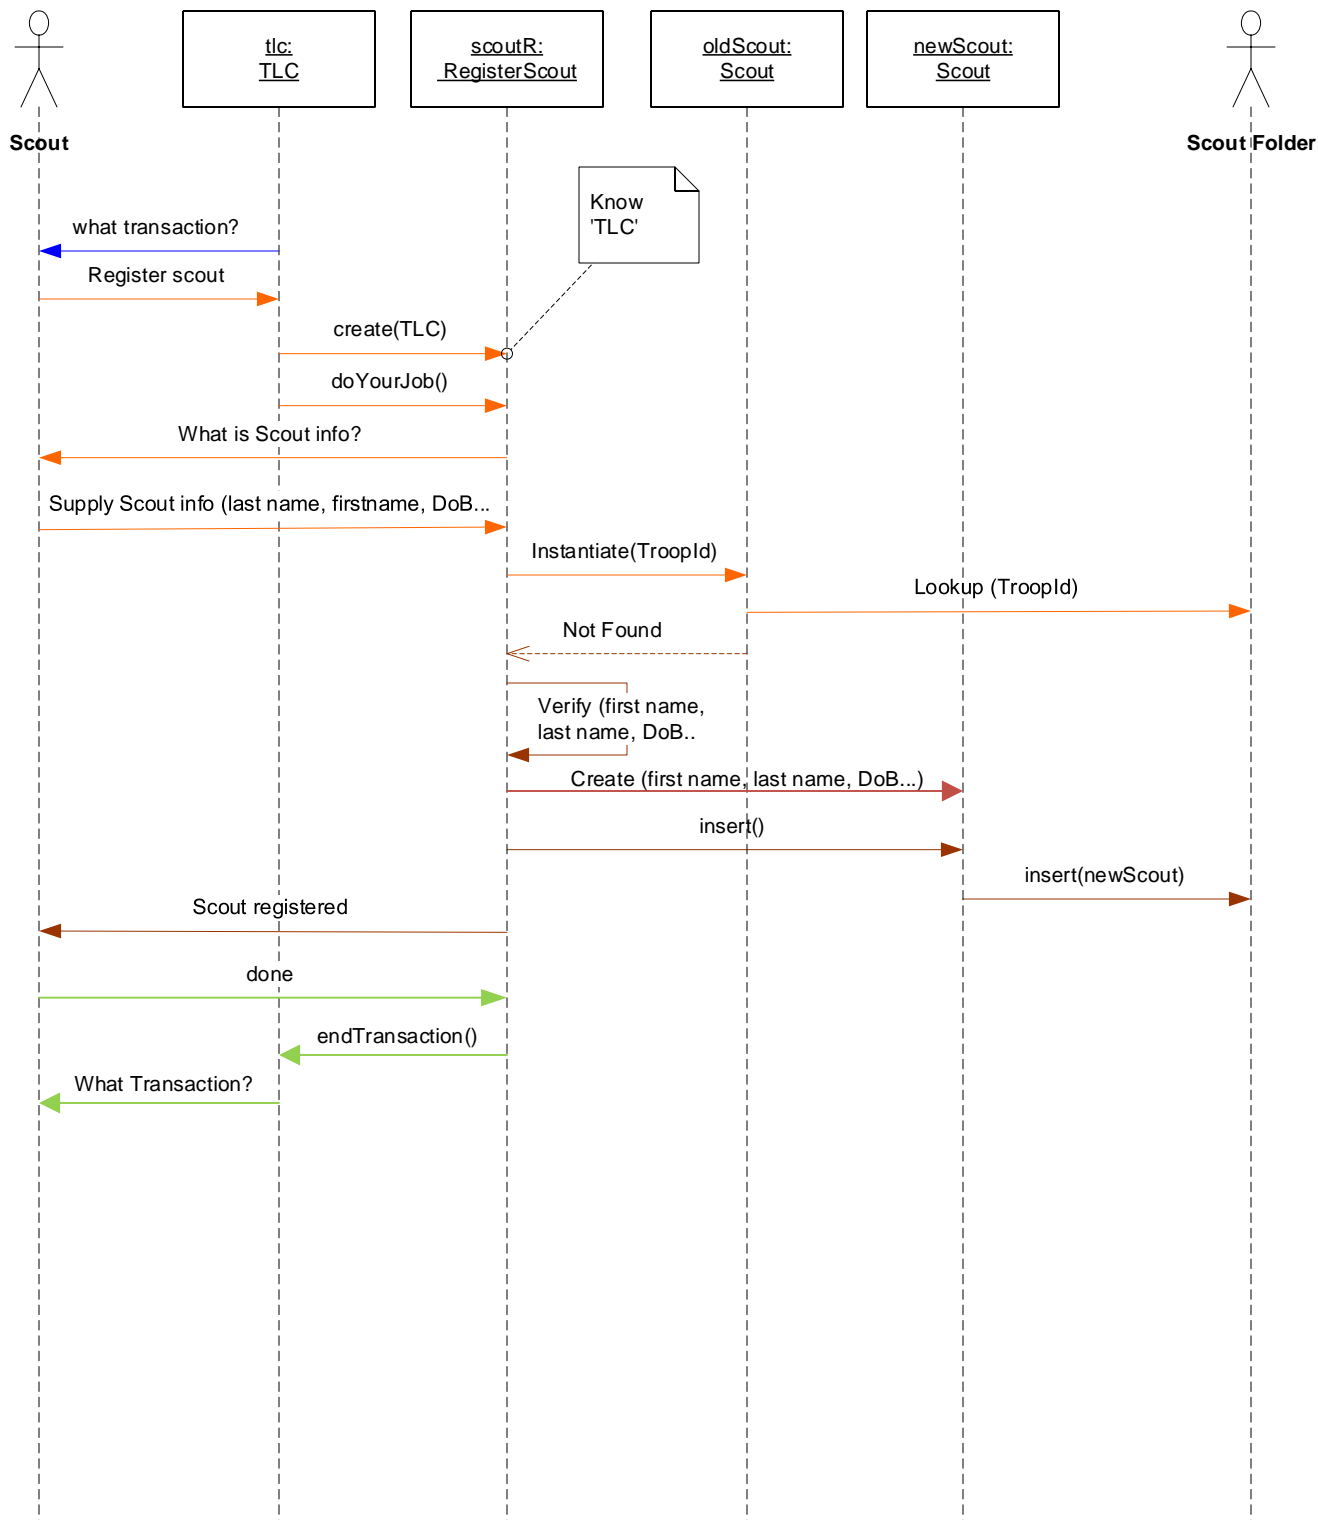 tlc:
TLC
scoutR:
RegisterScout
oldScout:
Scout
newScout:
Scout
Scout
Scout Folder
Know
'TLC'
what transaction?
Register scout
create(TLC)
doYourJob()
What is Scout info?
Supply Scout info (last name, firstname, DoB...
Instantiate(TroopId)
Lookup (TroopId)
Not Found
Verify (first name,
last name, DoB..
Create (first name, last name, DoB...)
insert()
insert(newScout)
Scout registered
done
endTransaction()
What Transaction?